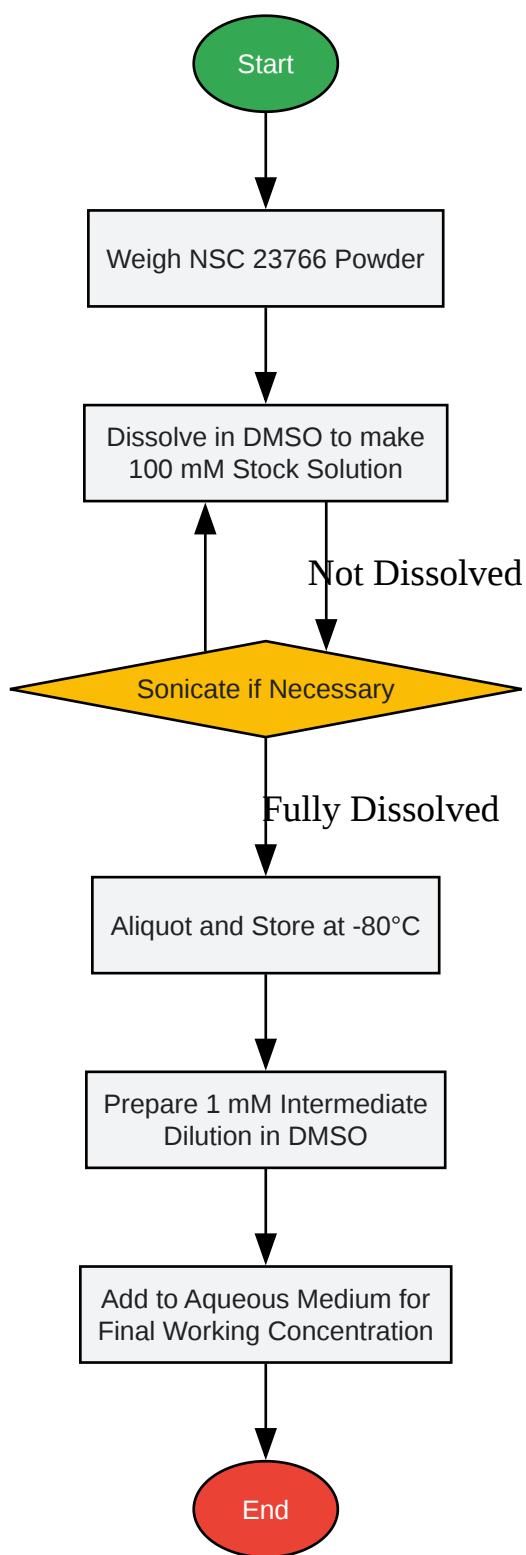 Start
Weigh NSC 23766 Powder
Dissolve in DMSO to make
100 mM Stock Solution
Not Dissolved
Sonicate if Necessary
Fully Dissolved
Aliquot and Store at -80°C
Prepare 1 mM Intermediate
Dilution in DMSO
Add to Aqueous Medium for
Final Working Concentration
End